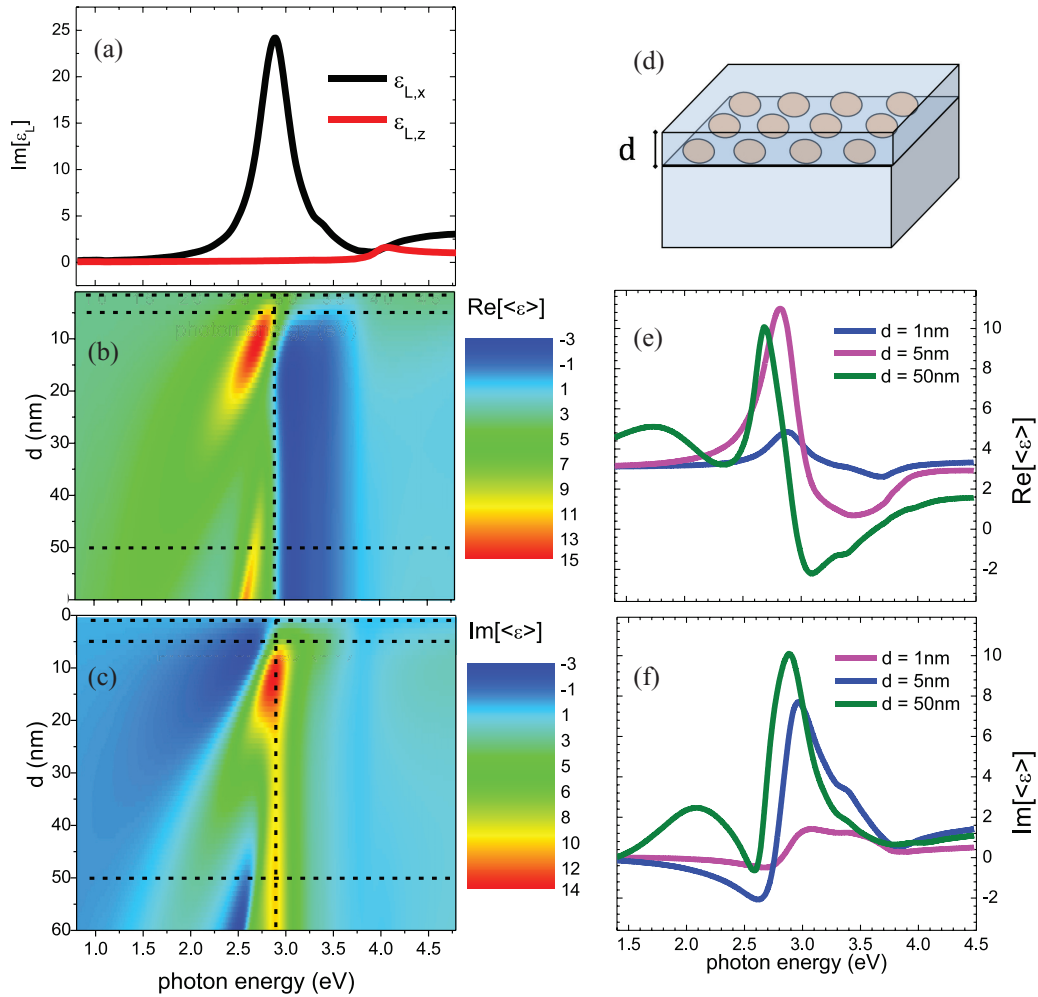 (a)
25
20
15
10
5
0
Im[ε_L]
ε_L,x
ε_L,z
(d)
d
(b)
10
20
30
40
50
d (nm)
Re[<ε>]
-3
-1
1
3
5
7
9
11
13
15
(c)
0
10
20
30
40
50
60
d (nm)
1.0 1.5 2.0 2.5 3.0 3.5 4.0 4.5
photon energy (eV)
Im[<ε>]
-3
-1
1
3
5
6
8
10
12
14
(e)
d = 1nm
d = 5nm
d = 50nm
10
8
6
4
2
0
-2
Re[<ε>]
(f)
d = 1nm
d = 5nm
d = 50nm
10
8
6
4
2
0
-2
Im[<ε>]
1.4 2.0 2.5 3.0 3.5 4.0 4.5
photon energy (eV)